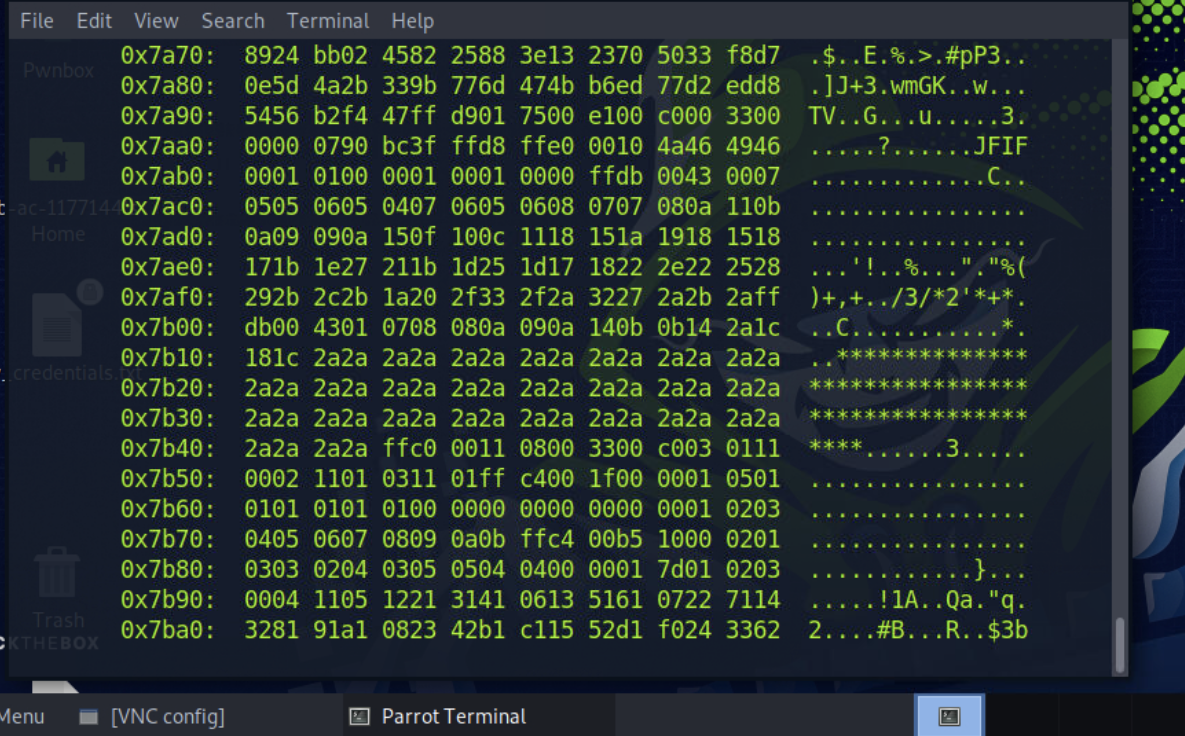 File Edit View Search Terminal Help
0x7a70: 8924 bb02 4582 2588 3e13 2370 5033 f8d7 .$..E.%.>.#pP3..
0x7a80: 0e5d 4a2b 339b 776d 474b b6ed 77d2 edd8 .]J+3.wmGK..w...
0x7a90: 5456 b2f4 47ff d901 7500 e100 c000 3300 TV..G...u.....3.
0x7aa0: 0000 0790 bc3f ffd8 ffe0 0010 4a46 4946 .....?......JFIF
0x7ab0: 0001 0100 0001 0001 0000 ffdb 0043 0007 .............C..
0x7ac0: 0505 0605 0407 0605 0608 0707 080a 110b ................
0x7ad0: 0a09 090a 150f 100c 1118 151a 1918 1518 ................
0x7ae0: 171b 1e27 211b 1d25 1d17 1822 2e22 2528 ...'!..%..."."%(
0x7af0: 292b 2c2b 1a20 2f33 2f2a 3227 2a2b 2aff )+,+../3/*2'*+*.
0x7b00: db00 4301 0708 080a 090a 140b 0b14 2a1c ..C...........*.
0x7b10: 181c 2a2a 2a2a 2a2a 2a2a 2a2a 2a2a 2a2a ..**************
0x7b20: 2a2a 2a2a 2a2a 2a2a 2a2a 2a2a 2a2a 2a2a ****************
0x7b30: 2a2a 2a2a 2a2a 2a2a 2a2a 2a2a 2a2a 2a2a ****************
0x7b40: 2a2a 2a2a ffc0 0011 0800 3300 c003 0111 ****......3.....
0x7b50: 0002 1101 0311 01ff c400 1f00 0001 0501 ................
0x7b60: 0101 0101 0100 0000 0000 0000 0001 0203 ................
0x7b70: 0405 0607 0809 0a0b ffc4 00b5 1000 0201 ................
0x7b80: 0303 0204 0305 0504 0400 0001 7d01 0203 ............}...
0x7b90: 0004 1105 1221 3141 0613 5161 0722 7114 .....!1A..Qa."q.
0x7ba0: 3281 91a1 0823 42b1 c115 52d1 f024 3362 2....#B...R..$3b
Pwnbox
-ac-1177144
Home
credentials.txt
Trash
CKTHEBOX
Menu [VNC config] Parrot Terminal